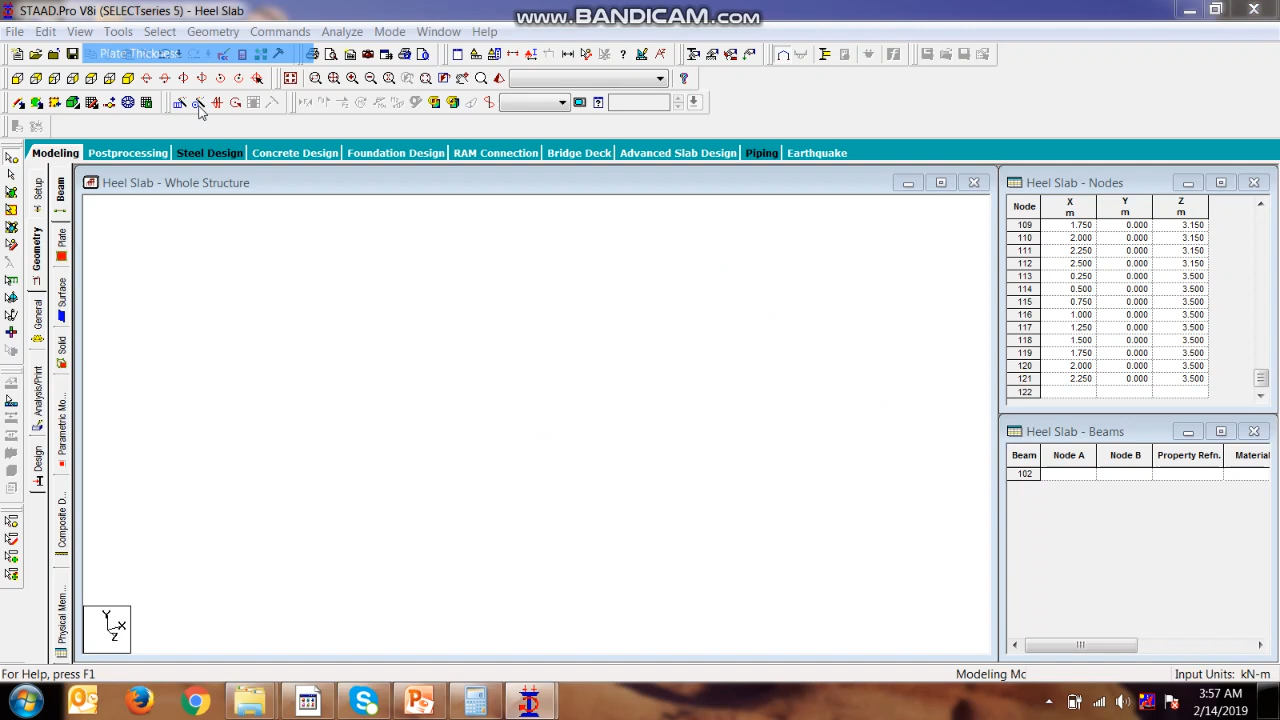 STAAD.Pro V8i (SELECTseries 5) - Heel Slab
www.BANDICAM.com
File Edit View Tools Select Geometry Commands Analyze Mode Window Help
Plate Thickness
Modeling Postprocessing Steel Design Concrete Design Foundation Design RAM Connection Bridge Deck Advanced Slab Design Piping Earthquake
Setup
Geometry
General
Analysis/Print
Design
Beam
Plate
Surface
Solid
Parametric Mo...
Composite D...
Physical Mem...
Heel Slab - Whole Structure
Y
X
Z
Heel Slab - Nodes
Node X Y Z
m m m
109 1.750 0.000 3.150
110 2.000 0.000 3.150
111 2.250 0.000 3.150
112 2.500 0.000 3.150
113 0.250 0.000 3.500
114 0.500 0.000 3.500
115 0.750 0.000 3.500
116 1.000 0.000 3.500
117 1.250 0.000 3.500
118 1.500 0.000 3.500
119 1.750 0.000 3.500
120 2.000 0.000 3.500
121 2.250 0.000 3.500
122
Heel Slab - Beams
Beam Node A Node B Property Refn. Material
102
For Help, press F1
Modeling Mc
Input Units: kN-m
3:57 AM
2/14/2019